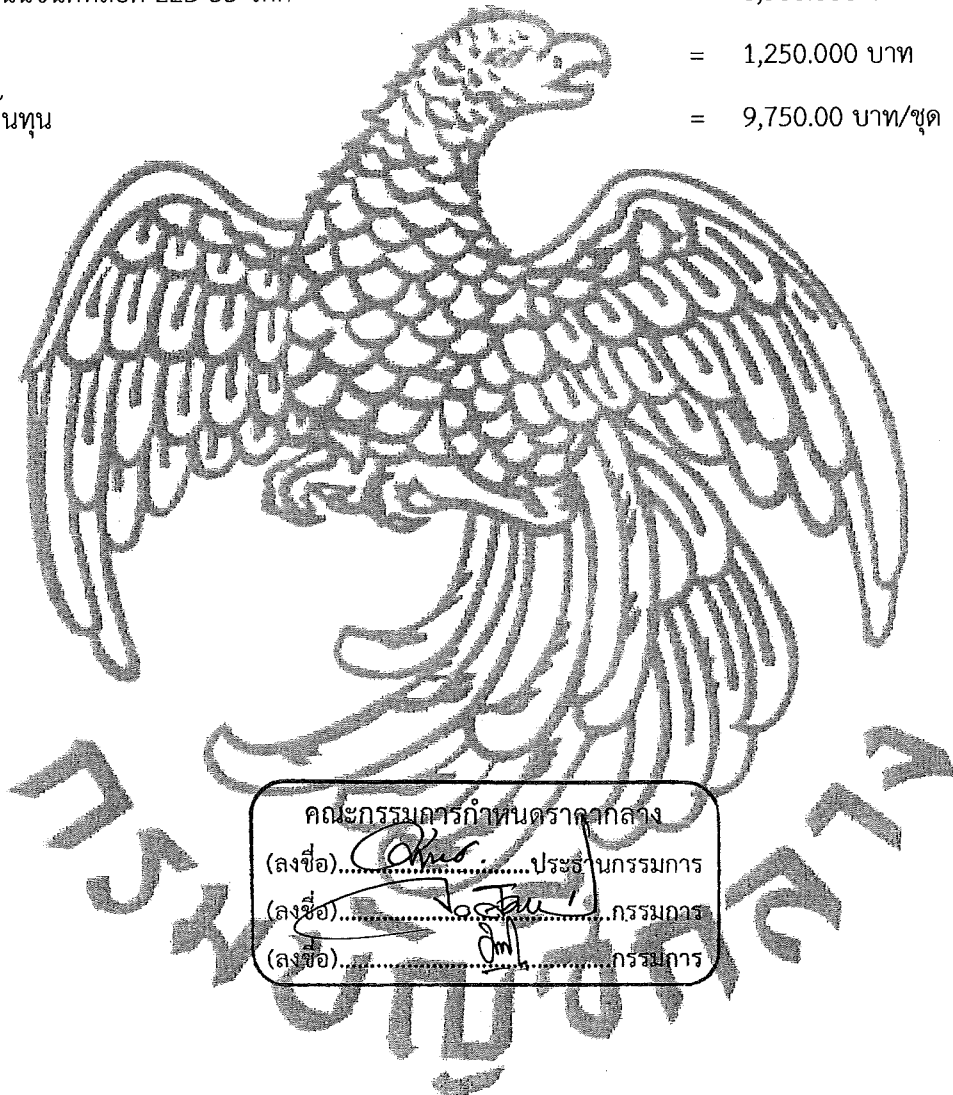 = 1,250.000 บาท
นทุน = 9,750.00 บาท/ชุด
คณะกรรมการกำหนดราคากลาง
(ลงชื่อ)..............................ประธานกรรมการ
(ลงชื่อ)..............................กรรมการ
(ลงชื่อ)..............................กรรมการ
กรมบัญชีกลาง